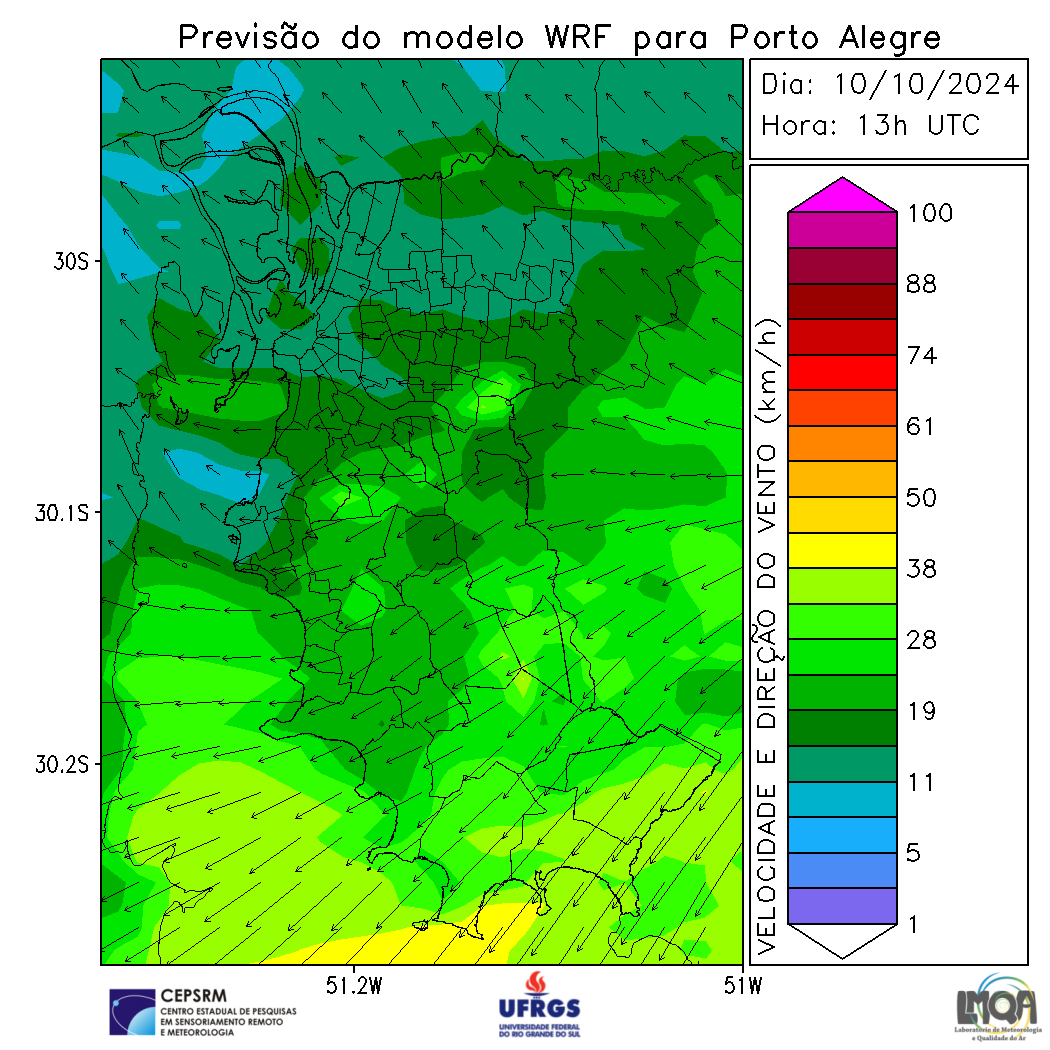 Previsão do modelo WRF para Porto Alegre
Dia: 10/10/2024
Hora: 13h UTC
30S
30.1S
30.2S
51.2W
51W
VELOCIDADE E DIREÇÃO DO VENTO (km/h)
100
88
74
61
50
38
28
19
11
5
1
CEPSRM
CENTRO ESTADUAL DE PESQUISAS
EM SENSORIAMENTO REMOTO
E METEOROLOGIA
UFRGS
UNIVERSIDADE FEDERAL
DO RIO GRANDE DO SUL
LMQA
Laboratório de Meteorologia
e Qualidade do Ar